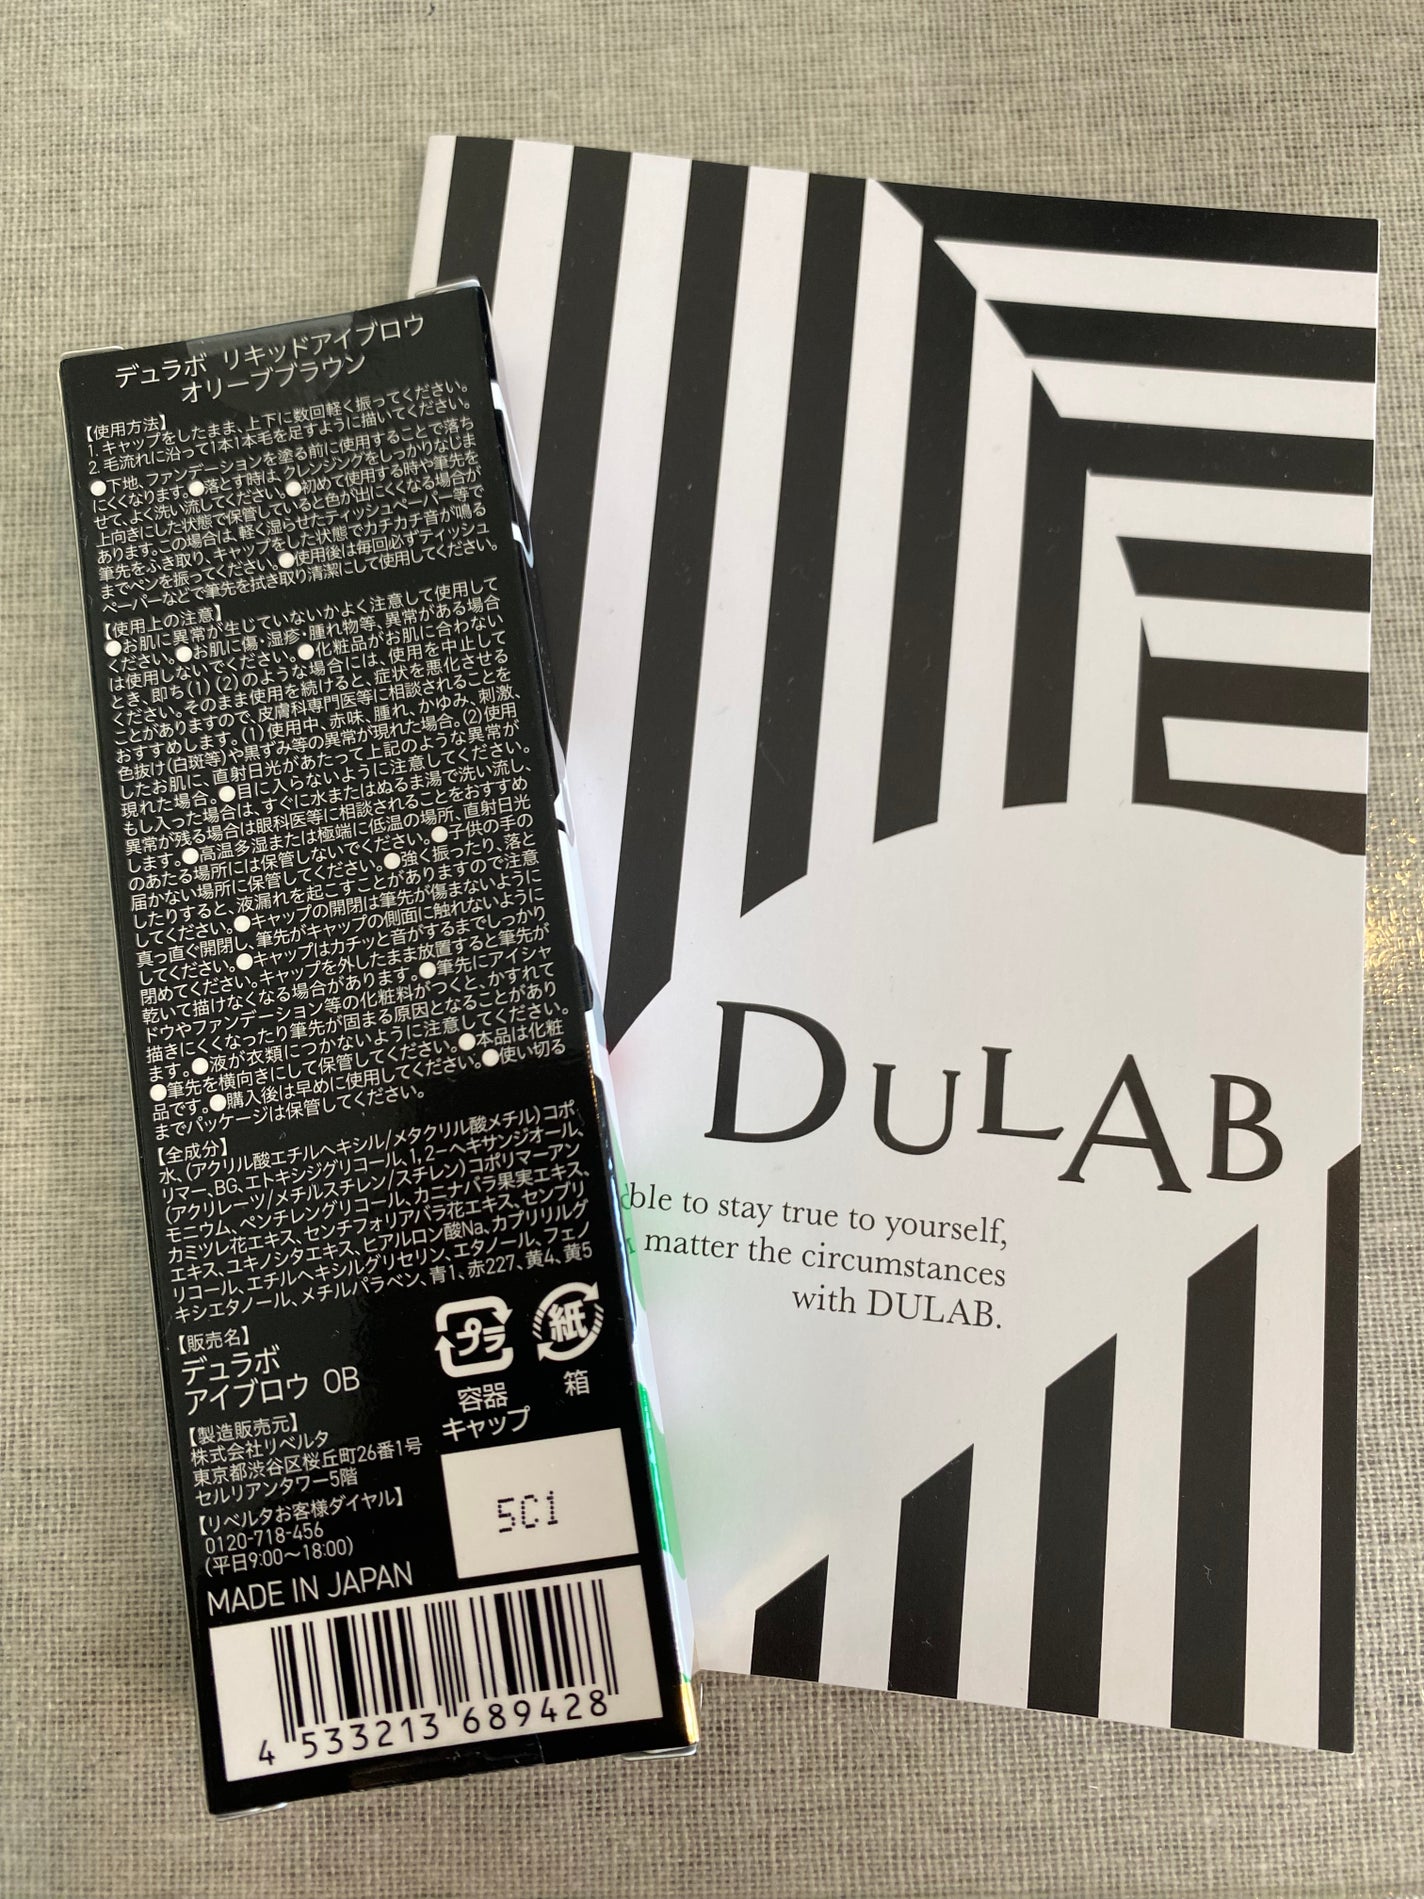 デュラボ リキッドアイブロウ
オリーブブラウン
【使用方法】
1. キャップをしたまま、上下に数回軽く振ってください。
2. 毛流れに沿って1本1本毛を足すように描いてください。
●下地、ファンデーションを塗る前に使用することで落ち
にくくなります。●落とす時は、クレンジングをしっかりなじま
せて、よく洗い流してください。●初めて使用する時や筆先を
上向きにした状態で保管していると色が出にくくなる場合が
あります。この場合は、軽く湿らせたティッシュペーパー等で
筆先をふき取り、キャップをした状態でカチカチ音が鳴る
までペンを振ってください。●使用後は毎回必ずティッシュ
ペーパーなどで筆先を拭き取り清潔にして使用してください。
【使用上の注意】
●お肌に異常が生じていないかよく注意して使用して
ください。●お肌に傷・湿疹・腫れ物等、異常がある場合
は使用しないでください。●化粧品がお肌に合わない
とき、即ち(1)(2)のような場合には、使用を中止して
ください。そのまま使用を続けると、症状を悪化させる
ことがありますので、皮膚科専門医等に相談されることを
おすすめします。(1)使用中、赤味、腫れ、かゆみ、刺激、
色抜け(白斑等)や黒ずみ等の異常が現れた場合。(2)使用
したお肌に、直射日光があたって上記のような異常が
現れた場合。●目に入らないように注意してください。
もし入った場合は、すぐに水またはぬるま湯で洗い流し、
異常が残る場合は眼科医等に相談されることをおすすめ
します。●高温多湿または極端に低温の場所、直射日光
のあたる場所には保管しないでください。●子供の手の
届かない場所に保管してください。●強く振ったり、落と
したりすると、液漏れを起こすことがありますので注意
してください。●キャップの開閉は筆先が傷まないように
真っ直ぐ開閉し、筆先がキャップの側面に触れないように
してください。●キャップはカチッと音がするまでしっかり
閉めてください。キャップを外したまま放置すると筆先が
乾いて描けなくなる場合があります。●筆先にアイシャ
ドウやファンデーション等の化粧料がつくと、かすれて
描きにくくなったり筆先が固まる原因となることがあり
ます。●液が衣類につかないように注意してください。
●筆先を横向きにして保管してください。●本品は化粧
品です。●購入後は早めに使用してください。●使い切る
までパッケージは保管してください。
【全成分】
水、(アクリル酸エチルヘキシル/メタクリル酸メチル)コポ
リマー、BG、エトキシジグリコール、1,2-ヘキサンジオール、
(アクリレーツ/メチルスチレン/スチレン)コポリマーアン
モニウム、ペンチレングリコール、カニナバラ果実エキス、
カミツレ花エキス、センチフォリアバラ花エキス、センブリ
エキス、ユキノシタエキス、ヒアルロン酸Na、カプリリルグ
リコール、エチルヘキシルグリセリン、エタノール、フェノ
キシエタノール、メチルパラベン、青1、赤227、黄4、黄5
【販売名】
デュラボ
アイブロウ OB
プラ
容器
キャップ
紙
箱
【製造販売元】
株式会社リベルタ
東京都渋谷区桜丘町26番1号
セルリアンタワー5階
【リベルタお客様ダイヤル】
0120-718-456
(平日9:00〜18:00)
MADE IN JAPAN
5C1
4 533213 689428
DULAB
ble to stay true to yourself,
matter the circumstances
with DULAB.